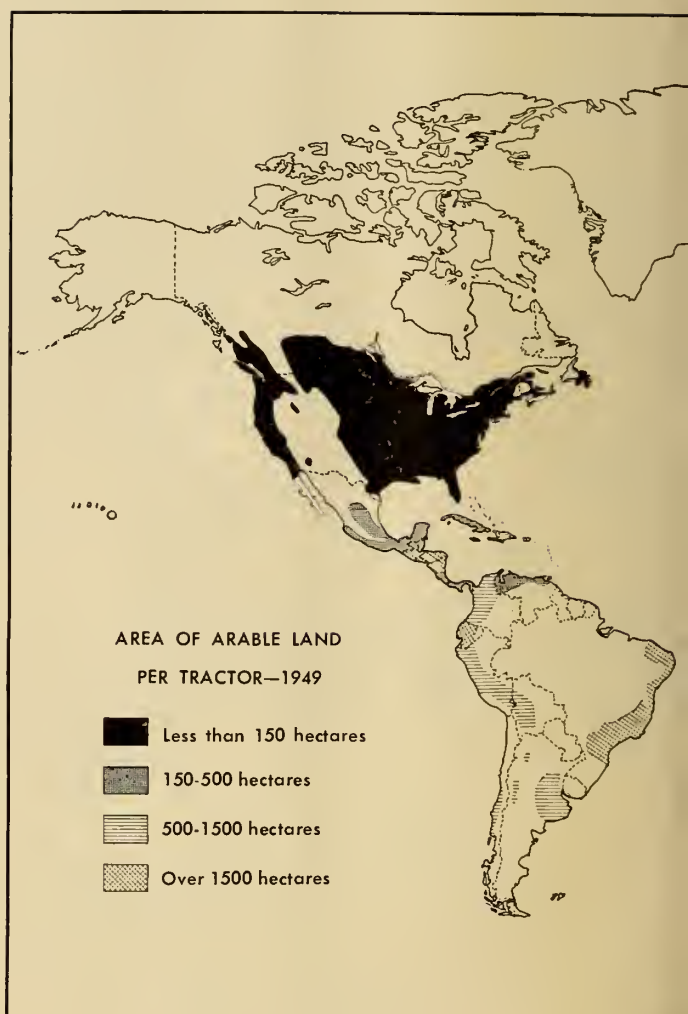 AREA OF ARABLE LAND
PER TRACTOR—1949
Less than 150 hectares
150-500 hectares
500-1500 hectares
Over 1500 hectares